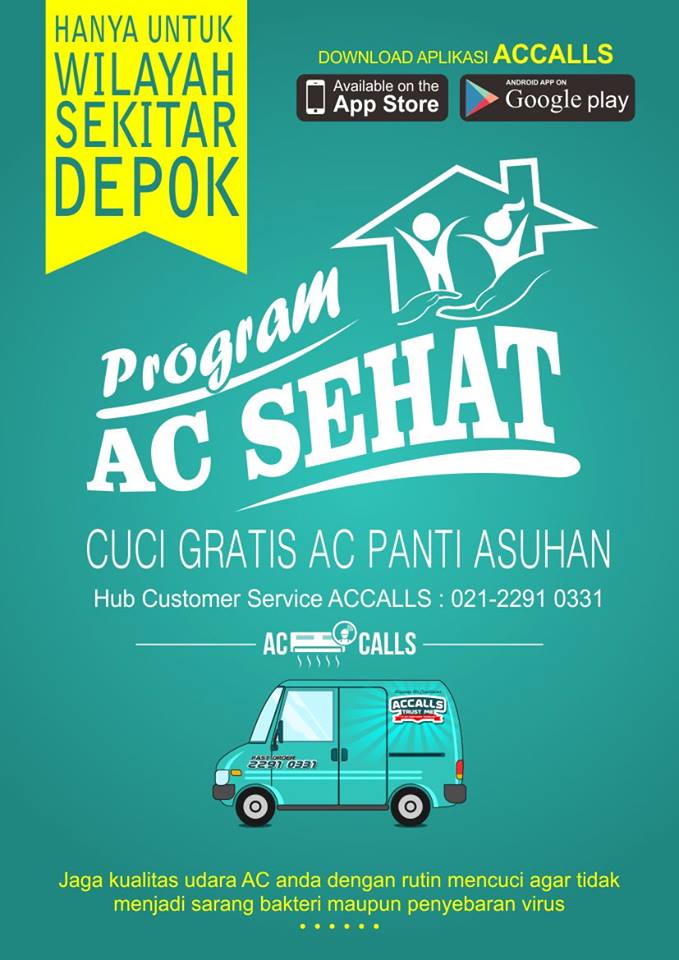 HANYA UNTUK
WILAYAH
SEKITAR
DEPOK
DOWNLOAD APLIKASI ACCALLS
Available on the
App Store
ANDROID APP ON
Google play
Program
AC SEHAT
CUCI GRATIS AC PANTI ASUHAN
Hub Customer Service ACCALLS : 021-2291 0331
AC CALLS
ACCALLS
TRUST ME
FAST ORDER
2291 0331
Jaga kualitas udara AC anda dengan rutin mencuci agar tidak
menjadi sarang bakteri maupun penyebaran virus